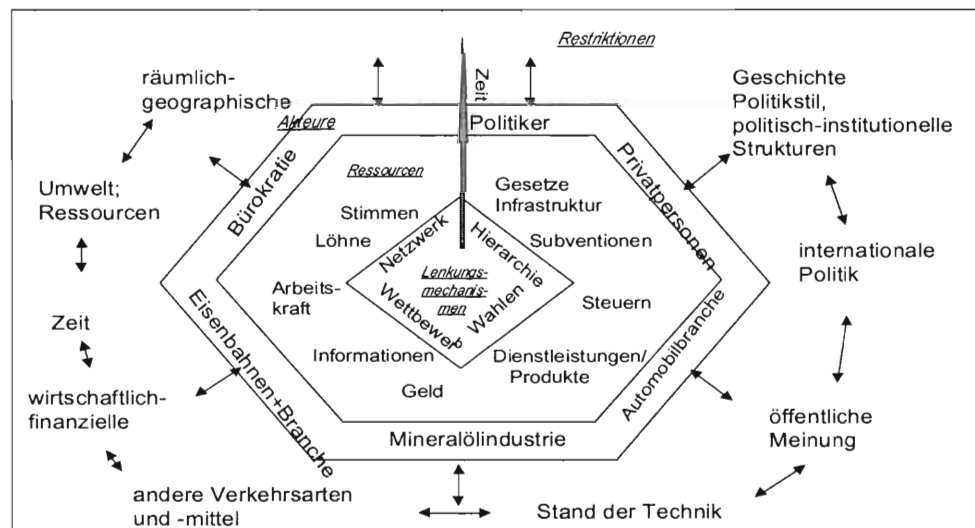 Restriktionen
räumlich-
geographische
Zeit
Geschichte
Politikstil,
politisch-institutionelle
Strukturen
Akteure
Politiker
Bürokratie
Privatpersonen
Ressourcen
Gesetze
Infrastruktur
Umwelt;
Ressourcen
Stimmen
Löhne
Netzwerk
Hierarchie
Subventionen
internationale
Politik
Lenkungs-
mechanis-
men
Arbeits-
kraft
Wettbewerb
Wahlen
Steuern
Eisenbahnen+Branche
Automobilbranche
Zeit
Informationen
Dienstleistungen/
Produkte
Geld
wirtschaftlich-
finanzielle
öffentliche
Meinung
Mineralölindustrie
andere Verkehrsarten
und -mittel
Stand der Technik